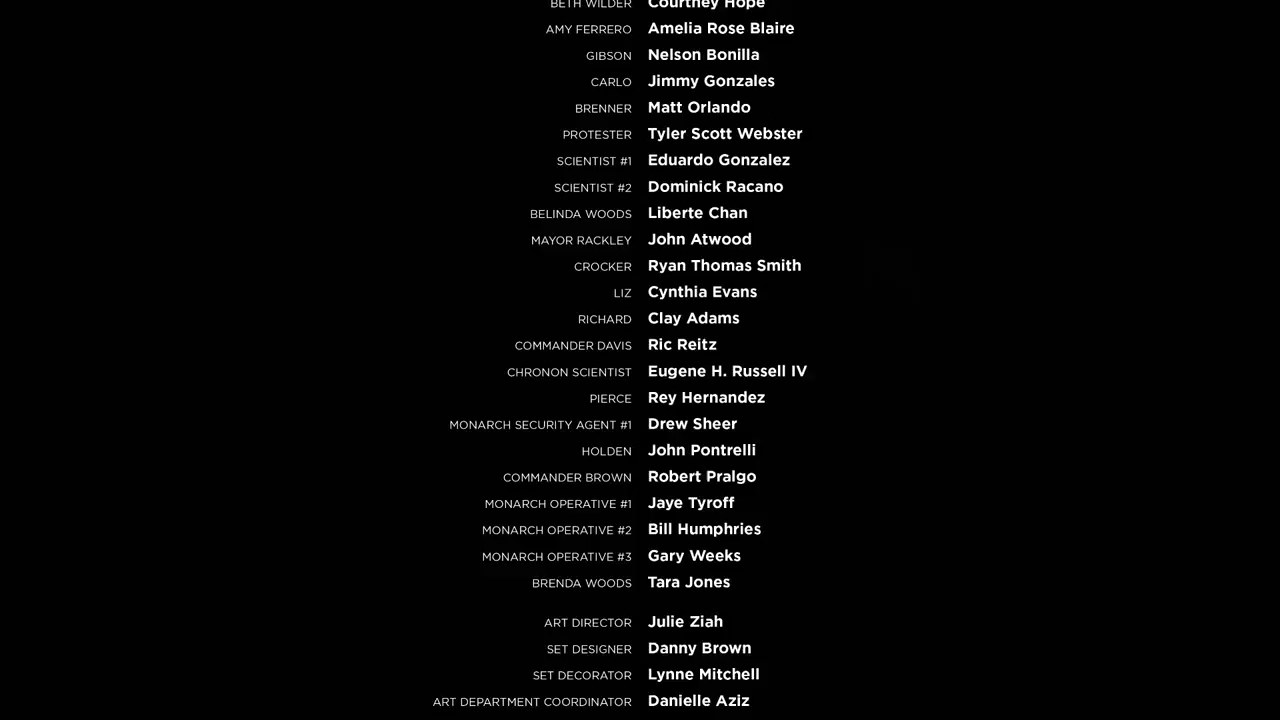 BETH WILDER Courtney Hope
AMY FERRERO Amelia Rose Blaire
GIBSON Nelson Bonilla
CARLO Jimmy Gonzales
BRENNER Matt Orlando
PROTESTER Tyler Scott Webster
SCIENTIST #1 Eduardo Gonzalez
SCIENTIST #2 Dominick Racano
BELINDA WOODS Liberte Chan
MAYOR RACKLEY John Atwood
CROCKER Ryan Thomas Smith
LIZ Cynthia Evans
RICHARD Clay Adams
COMMANDER DAVIS Ric Reitz
CHRONON SCIENTIST Eugene H. Russell IV
PIERCE Rey Hernandez
MONARCH SECURITY AGENT #1 Drew Sheer
HOLDEN John Pontrelli
COMMANDER BROWN Robert Pralgo
MONARCH OPERATIVE #1 Jaye Tyroff
MONARCH OPERATIVE #2 Bill Humphries
MONARCH OPERATIVE #3 Gary Weeks
BRENDA WOODS Tara Jones
ART DIRECTOR Julie Ziah
SET DESIGNER Danny Brown
SET DECORATOR Lynne Mitchell
ART DEPARTMENT COORDINATOR Danielle Aziz